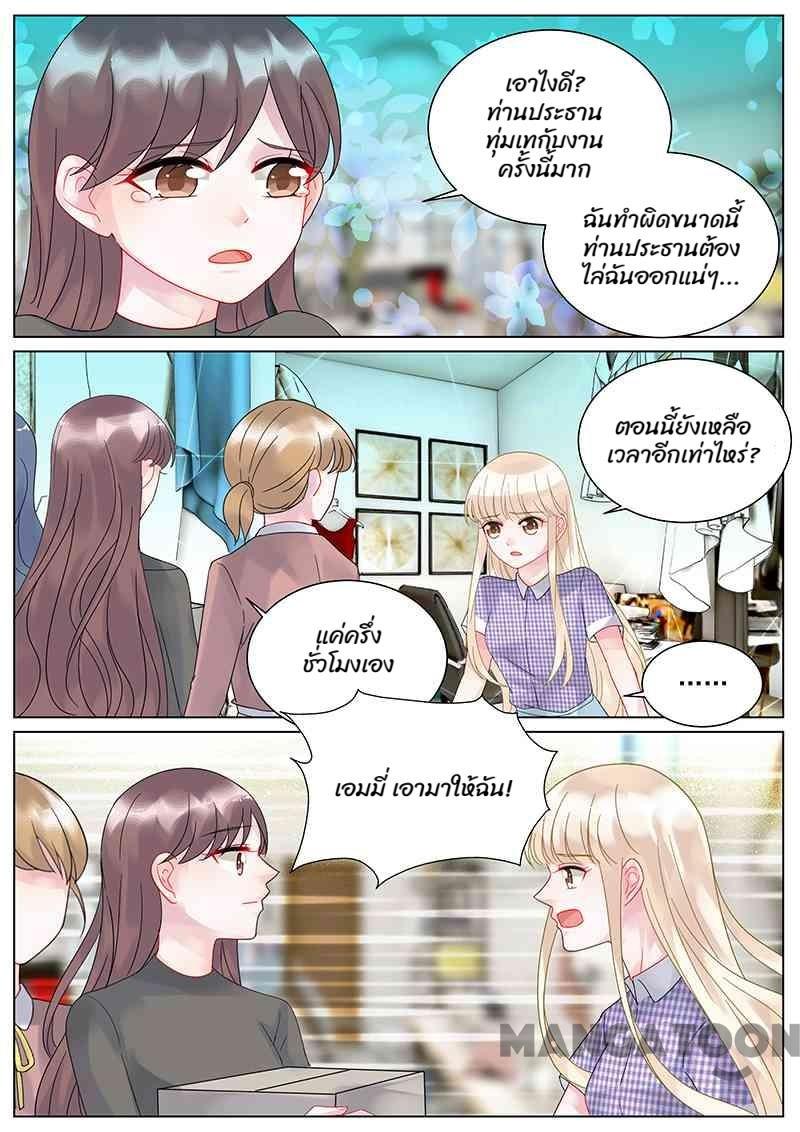 เอาไงดี?
ท่านประธาน
ทุ่มเทกับงาน
ครั้งนี้มาก
ฉันทำผิดขนาดนี้
ท่านประธานต้อง
ไล่ฉันออกแน่ๆ...
ตอนนี้ยังเหลือ
เวลาอีกเท่าไหร่?
แค่ครึ่ง
ชั่วโมงเอง
......
เอมมี่ เอามาให้ฉัน!
MANGATOON